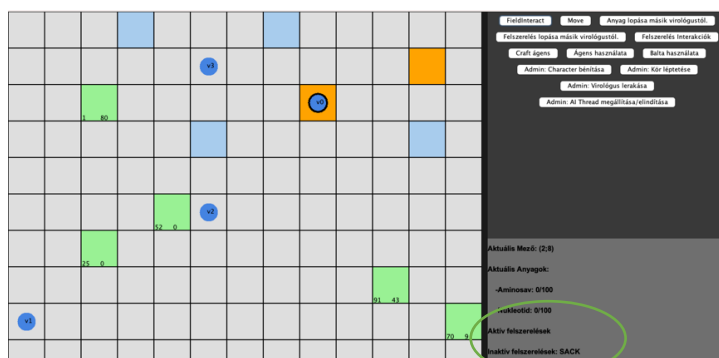 FieldInteract Move Anyag lopása másik virológustól.
Felszerelés lopása másik virológustól. Felszerelés Interakciók
Craft ágens Ágens használata Balta használata
Admin: Character bénítása Admin: Kör léptetése
Admin: Virológus lerakása
Admin: AI Thread megállítása/elindítása
v3
v0
1 80
v2
52 0
25 0
91 43
v1
70 9
Aktuális Mező: (2;8)
Aktuális Anyagok:
-Aminosav: 0/100
-Nukleotid: 0/100
Aktív felszerelések
Inaktív felszerelések: SACK